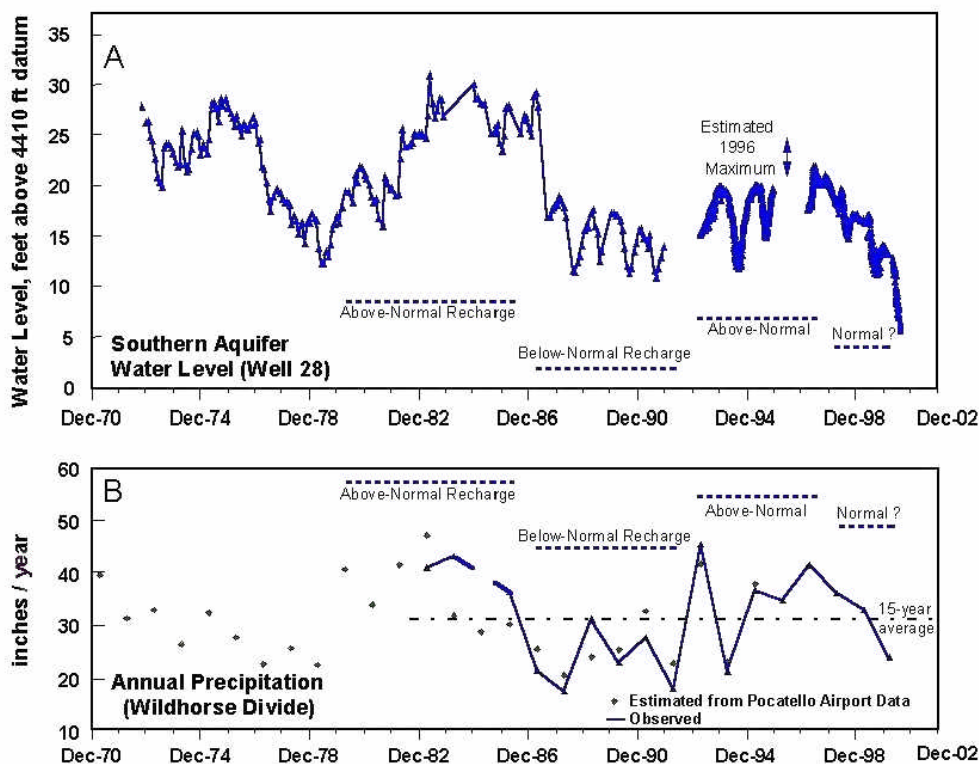 A
Water Level, feet above 4410 ft datum
35
30
25
20
15
10
5
0
Estimated
1996
Maximum
Above-Normal Recharge
Below-Normal Recharge
Above-Normal
Normal ?
Southern Aquifer
Water Level (Well 28)
Dec-70
Dec-74
Dec-78
Dec-82
Dec-86
Dec-90
Dec-94
Dec-98
Dec-02
B
inches / year
60
50
40
30
20
10
Above-Normal Recharge
Below-Normal Recharge
Above-Normal
Normal ?
15-year
average
Annual Precipitation
(Wildhorse Divide)
Estimated from Pocatello Airport Data
Observed
Dec-70
Dec-74
Dec-78
Dec-82
Dec-86
Dec-90
Dec-94
Dec-98
Dec-02